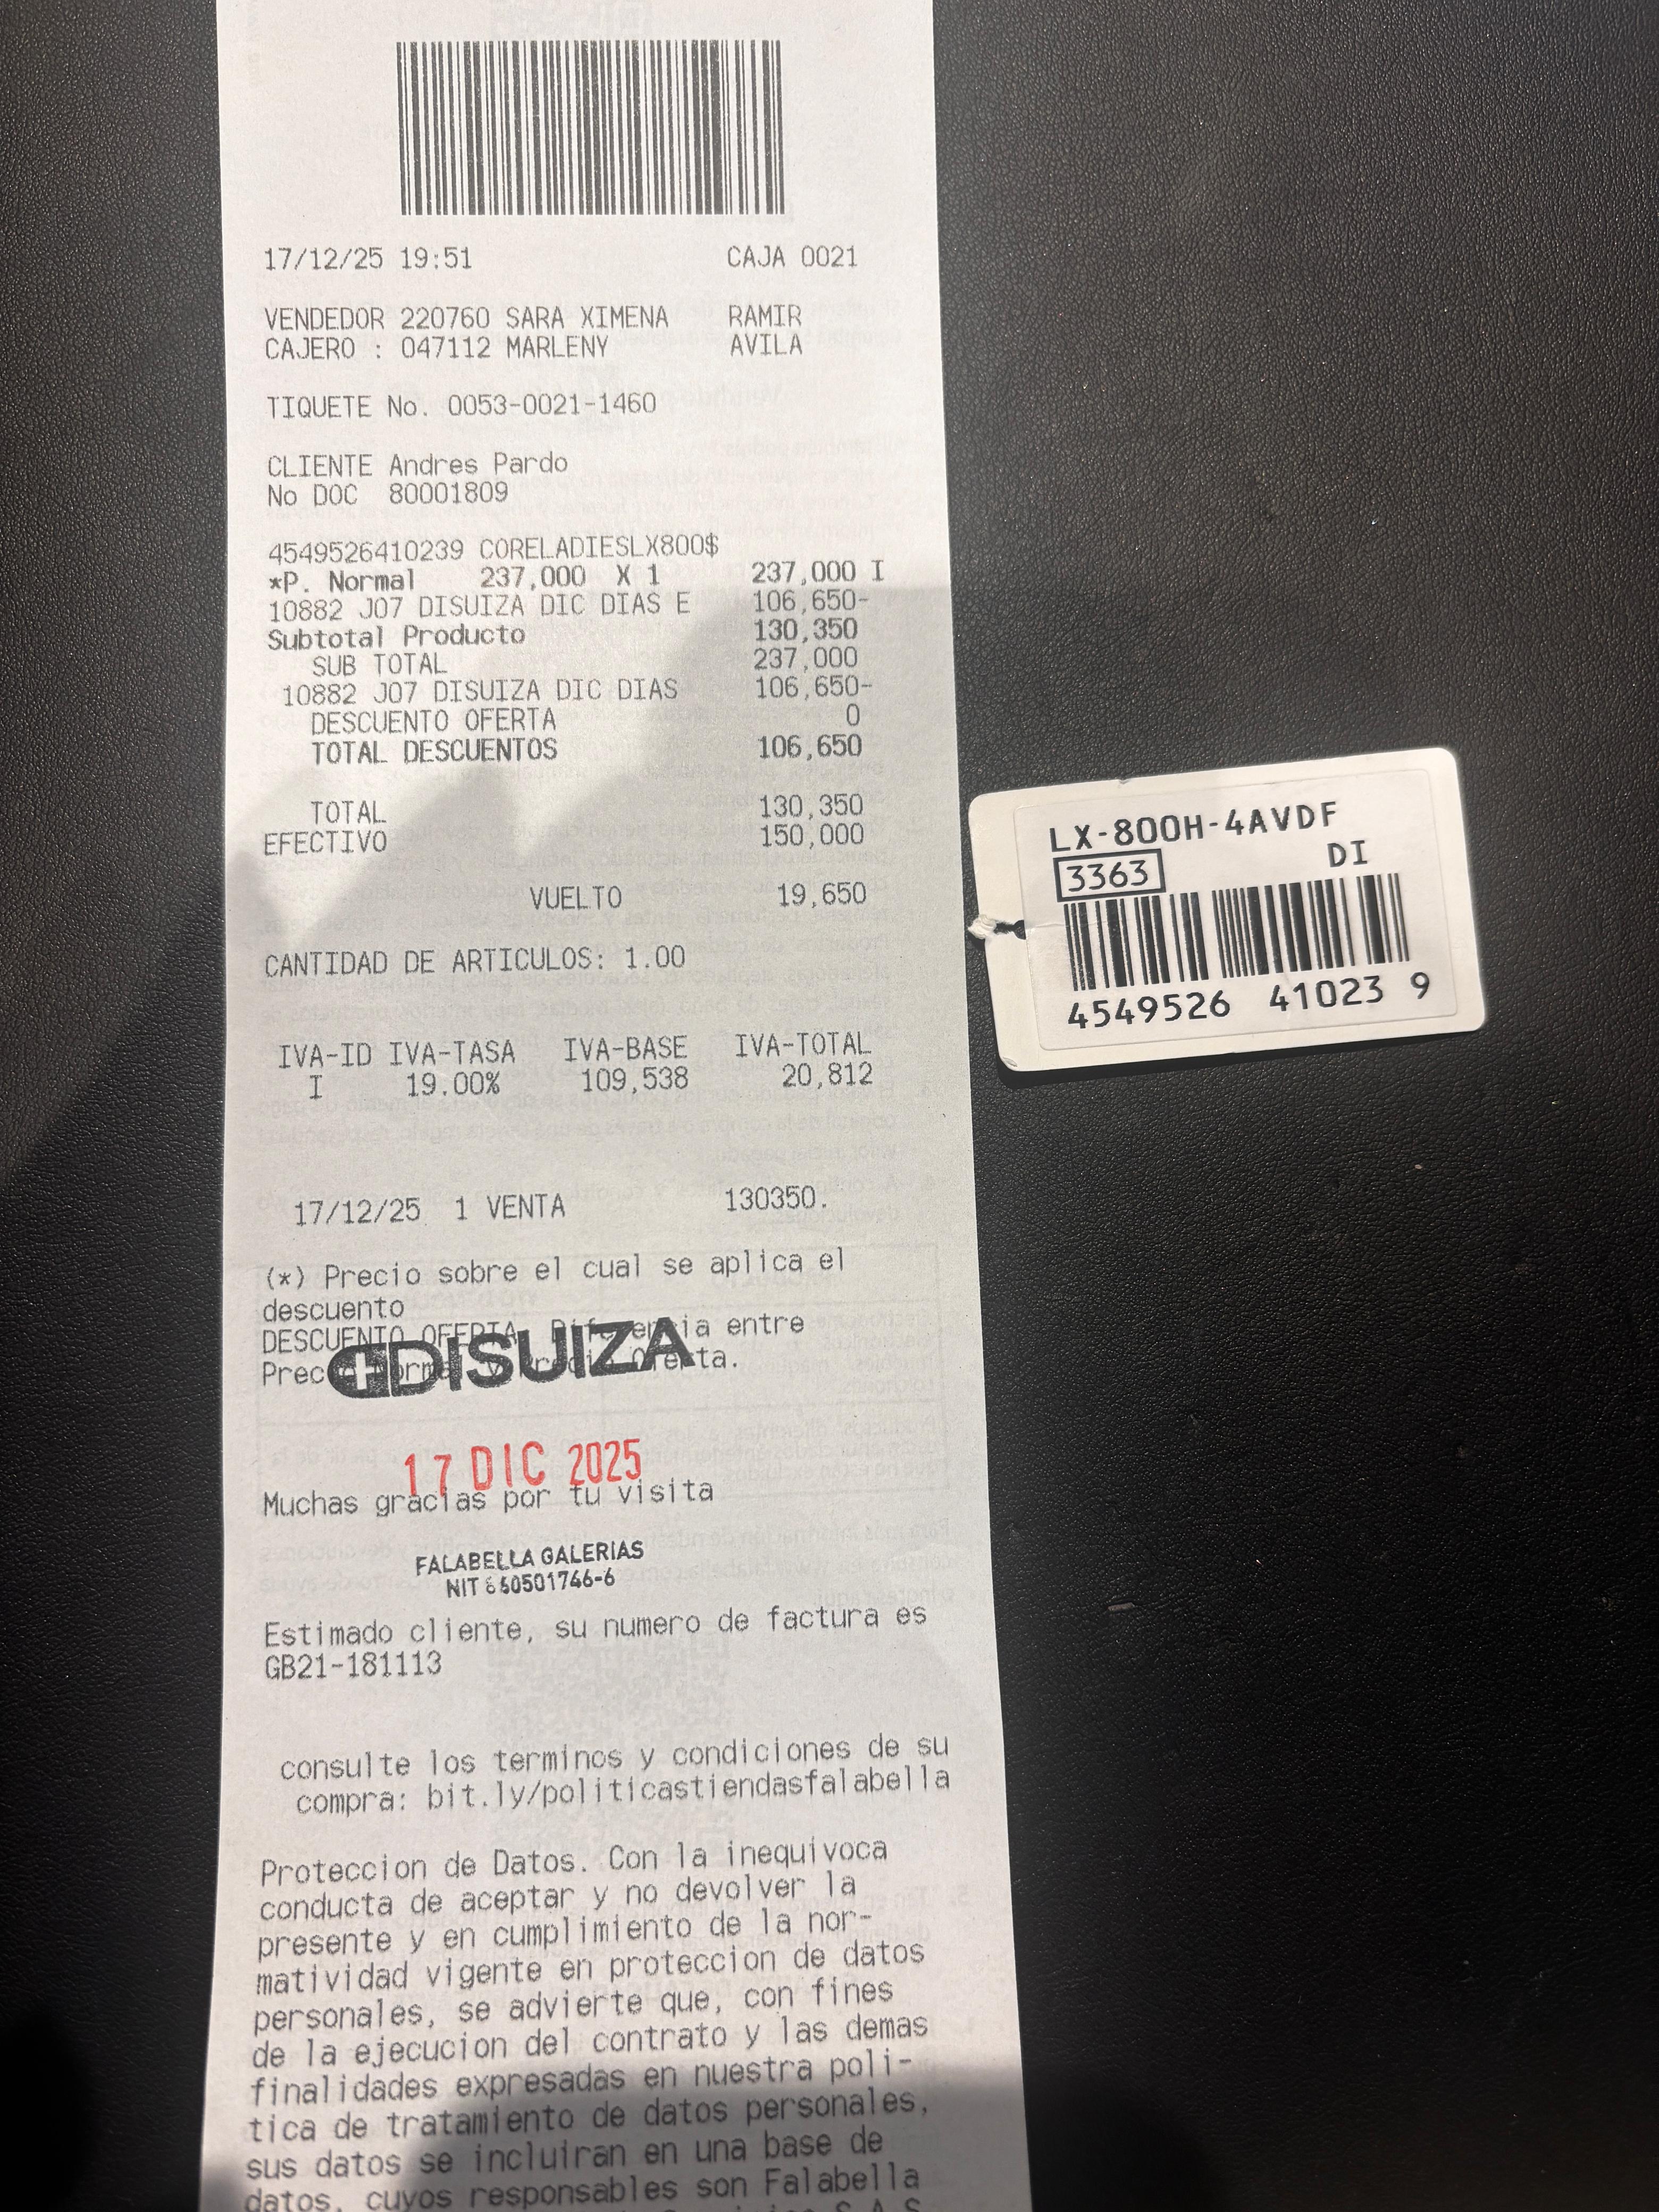 17/12/25 19:51 CAJA 0021
VENDEDOR 220760 SARA XIMENA RAMIR
CAJERO : 047112 MARLENY AVILA
TIQUETE No. 0053-0021-1460
CLIENTE Andres Pardo
No DOC 80001809
4549526410239 CORELADIESLX800$
*P. Normal 237,000 X 1 237,000 I
10882 J07 DISUIZA DIC DIAS E 106,650-
Subtotal Producto 130,350
SUB TOTAL 237,000
10882 J07 DISUIZA DIC DIAS 106,650-
DESCUENTO OFERTA 0
TOTAL DESCUENTOS 106,650
TOTAL 130,350
EFECTIVO 150,000
VUELTO 19,650
CANTIDAD DE ARTICULOS: 1.00
IVA-ID IVA-TASA IVA-BASE IVA-TOTAL
I 19.00% 109,538 20,812
17/12/25 1 VENTA 130350.
(*) Precio sobre el cual se aplica el
descuento
DESCUENTO OFERTA Diferencia entre
Precio Normal y Precio Oferta.
DISUIZA
17 DIC 2025
Muchas gracias por tu visita
FALABELLA GALERIAS
NIT 860501746-6
Estimado cliente, su numero de factura es
GB21-181113
consulte los terminos y condiciones de su
compra: bit.ly/politicastiendasfalabella
Proteccion de Datos. Con la inequivoca
conducta de aceptar y no devolver la
presente y en cumplimiento de la nor-
matividad vigente en proteccion de datos
personales, se advierte que, con fines
de la ejecucion del contrato y las demas
finalidades expresadas en nuestra poli-
tica de tratamiento de datos personales,
sus datos se incluiran en una base de
datos, cuyos responsables son Falabella
S.A.S.
LX-800H-4AVDF
3363 DI
4549526 41023 9